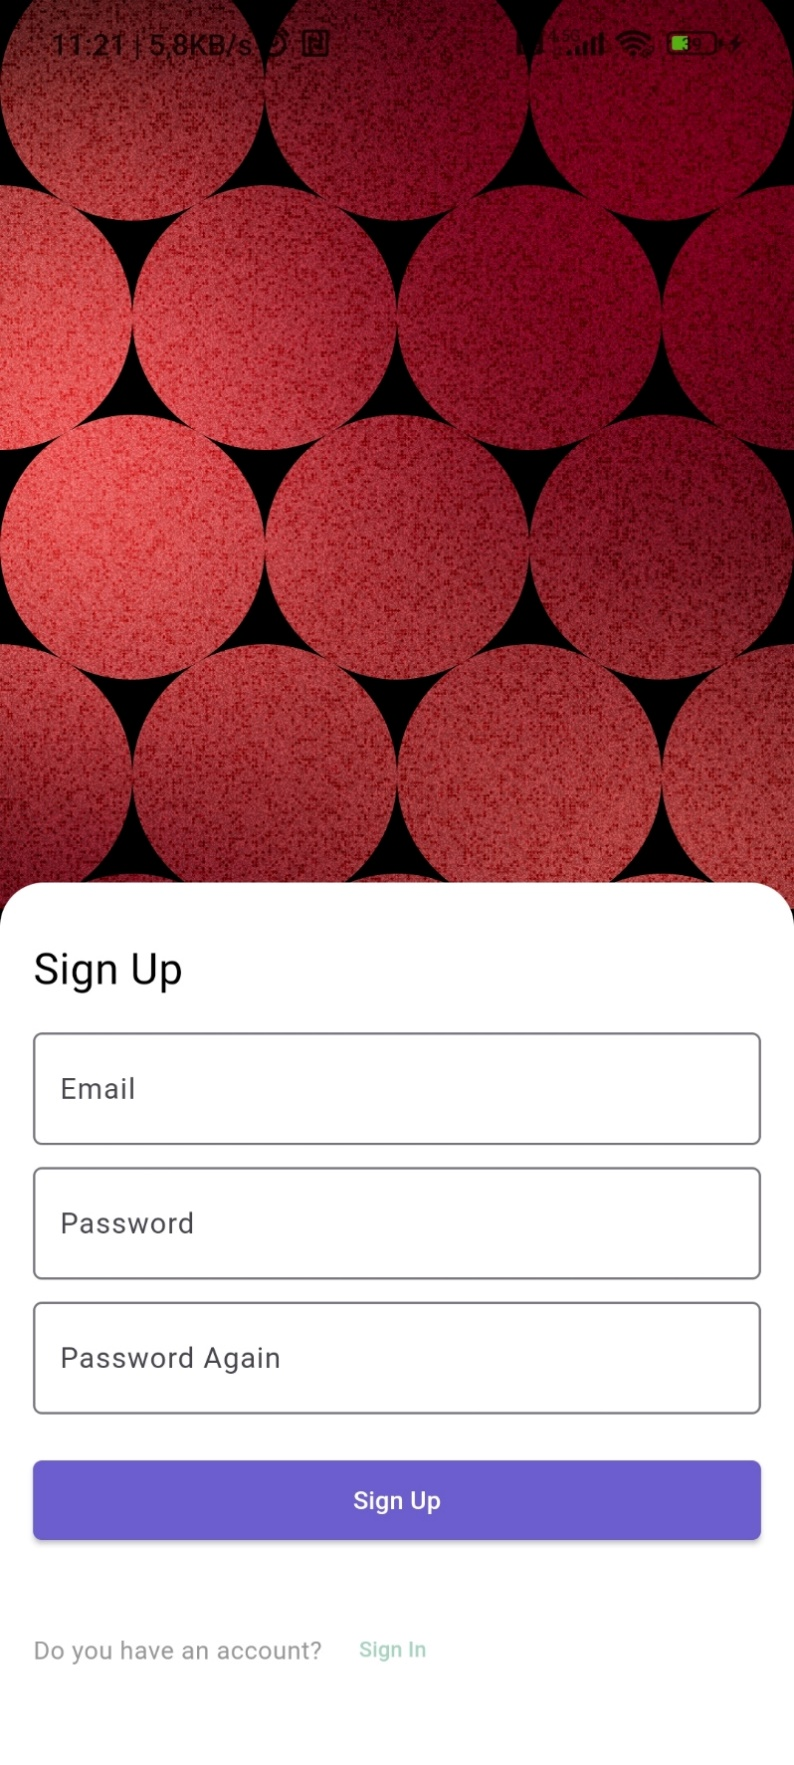 11:21 | 5,8KB/s
Sign Up
Email
Password
Password Again
Sign Up
Do you have an account? Sign In